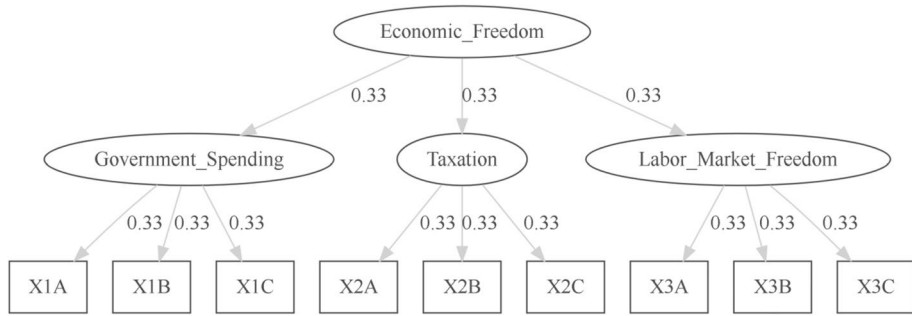 Economic_Freedom
0.33 0.33 0.33
Government_Spending Taxation Labor_Market_Freedom
0.33 0.33 0.33 0.33 0.33 0.33 0.33 0.33 0.33
X1A X1B X1C X2A X2B X2C X3A X3B X3C